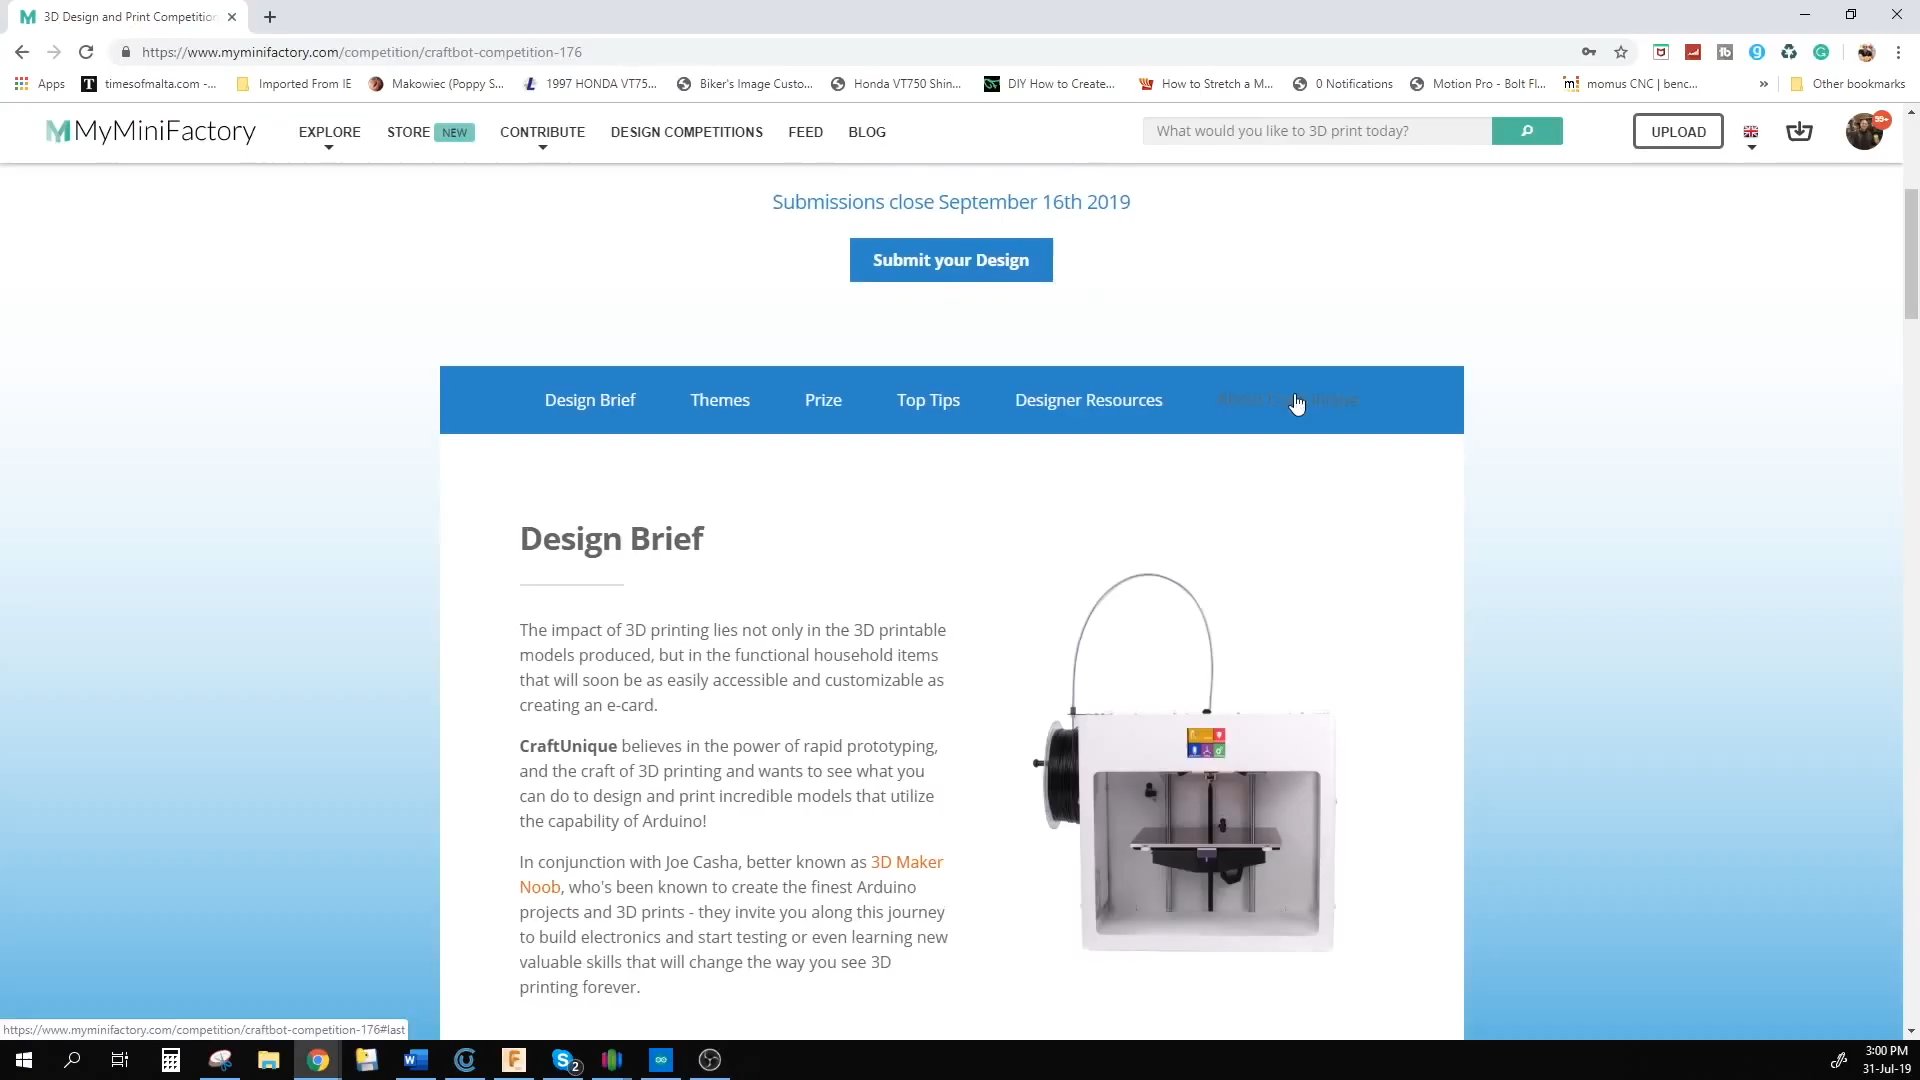 3D Design and Print Competition
https://www.myminifactory.com/competition/craftbot-competition-176
Apps
timesofmalta.com -...
Imported From IE
Makowiec (Poppy S...
1997 HONDA VT75...
Biker's Image Custo...
Honda VT750 Shin...
DIY How to Create...
How to Stretch a M...
0 Notifications
Motion Pro - Bolt Fl...
momus CNC | benc...
»
Other bookmarks
MyMiniFactory
EXPLORE
STORE NEW
CONTRIBUTE
DESIGN COMPETITIONS
FEED
BLOG
What would you like to 3D print today?
UPLOAD
99+
Submissions close September 16th 2019
Submit your Design
Design Brief
Themes
Prize
Top Tips
Designer Resources
Design Brief
The impact of 3D printing lies not only in the 3D printable
models produced, but in the functional household items
that will soon be as easily accessible and customizable as
creating an e-card.
CraftUnique believes in the power of rapid prototyping,
and the craft of 3D printing and wants to see what you
can do to design and print incredible models that utilize
the capability of Arduino!
In conjunction with Joe Casha, better known as 3D Maker
Noob, who's been known to create the finest Arduino
projects and 3D prints - they invite you along this journey
to build electronics and start testing or even learning new
valuable skills that will change the way you see 3D
printing forever.
https://www.myminifactory.com/competition/craftbot-competition-176#last
2
3:00 PM
31-Jul-19